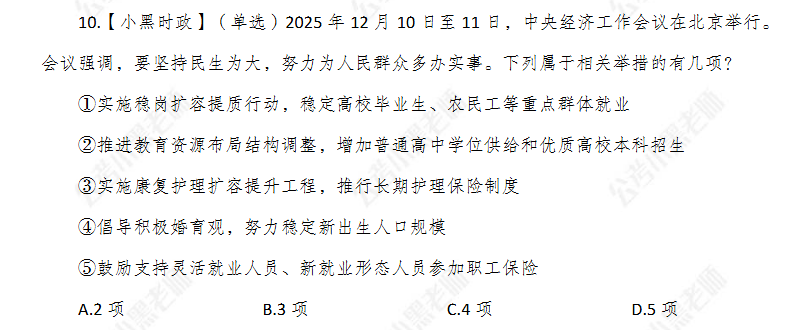 10.【小黑时政】（单选）2025 年 12 月 10 日至 11 日，中央经济工作会议在北京举行。
会议强调，要坚持民生为大，努力为人民群众多办实事。下列属于相关举措的有几项？
①实施稳岗扩容提质行动，稳定高校毕业生、农民工等重点群体就业
②推进教育资源布局结构调整，增加普通高中学位供给和优质高校本科招生
③实施康复护理扩容提升工程，推行长期护理保险制度
④倡导积极婚育观，努力稳定新出生人口规模
⑤鼓励支持灵活就业人员、新就业形态人员参加职工保险
A.2 项 B.3 项 C.4 项 D.5 项
公考小黑老师